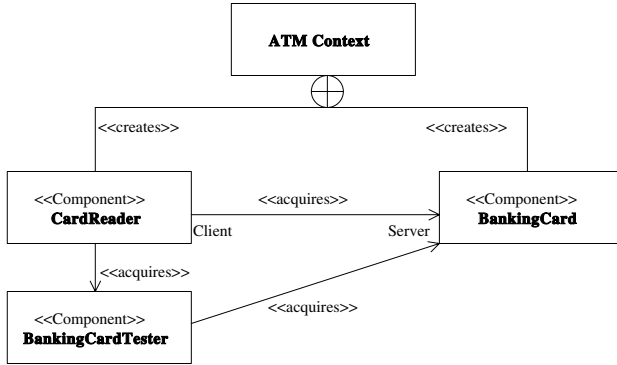 ATM Context
<<creates>>
<<creates>>
<<Component>>
CardReader
<<acquires>>
<<Component>>
BankingCard
Client
Server
<<acquires>>
<<acquires>>
<<Component>>
BankingCardTester